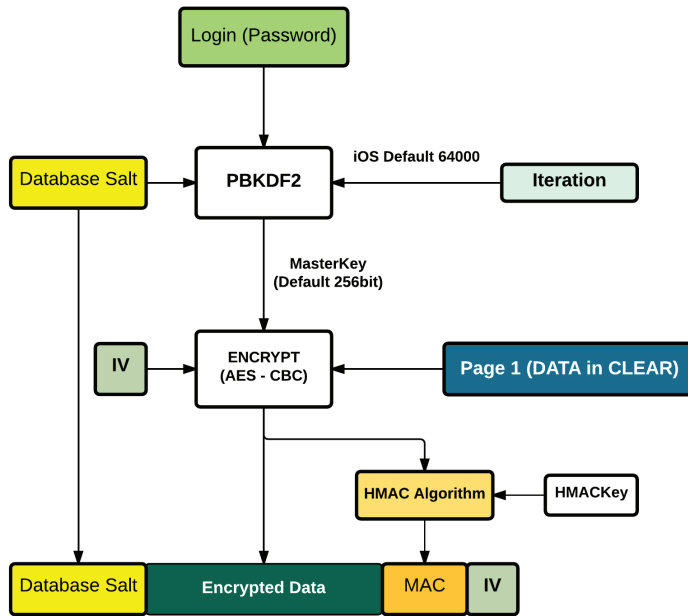 Login (Password)
iOS Default 64000
Database Salt
PBKDF2
Iteration
MasterKey
(Default 256bit)
IV
ENCRYPT
(AES - CBC)
Page 1 (DATA in CLEAR)
HMAC Algorithm
HMACKey
Database Salt
Encrypted Data
MAC
IV